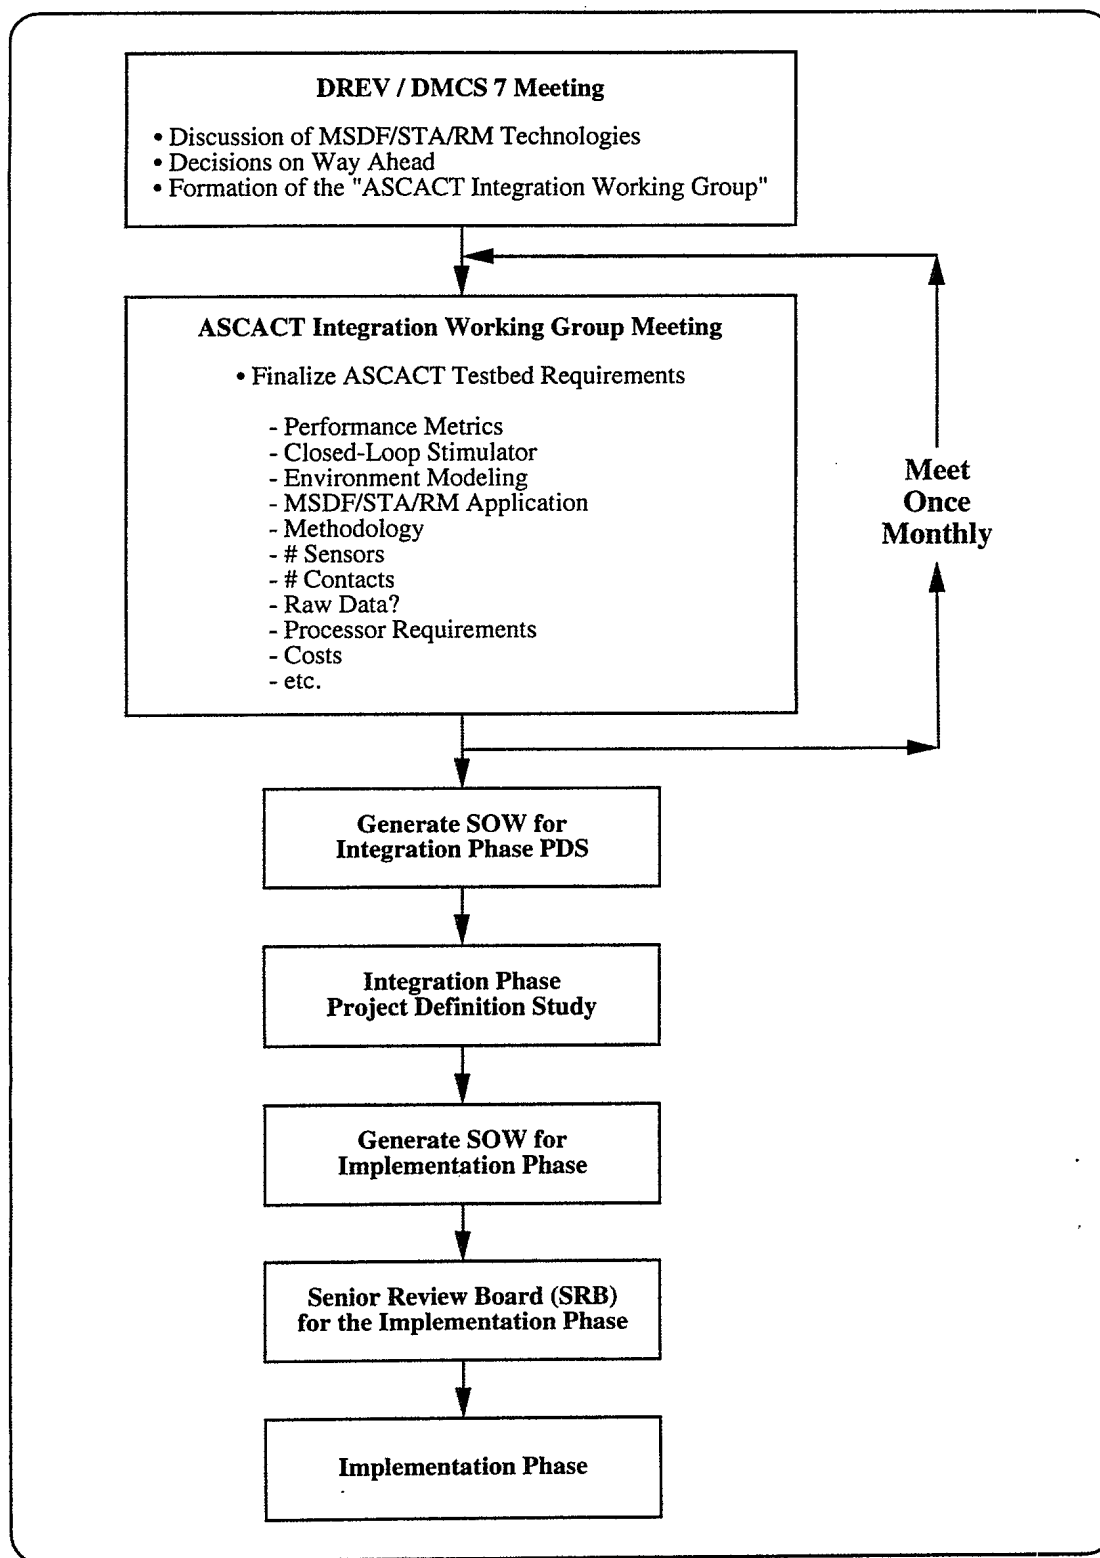 DREV / DMCS 7 Meeting
• Discussion of MSDF/STA/RM Technologies
• Decisions on Way Ahead
• Formation of the "ASCACT Integration Working Group"
ASCACT Integration Working Group Meeting
• Finalize ASCACT Testbed Requirements
- Performance Metrics
- Closed-Loop Stimulator
- Environment Modeling
- MSDF/STA/RM Application
- Methodology
- # Sensors
- # Contacts
- Raw Data?
- Processor Requirements
- Costs
- etc.
Meet
Once
Monthly
Generate SOW for
Integration Phase PDS
Integration Phase
Project Definition Study
Generate SOW for
Implementation Phase
Senior Review Board (SRB)
for the Implementation Phase
Implementation Phase